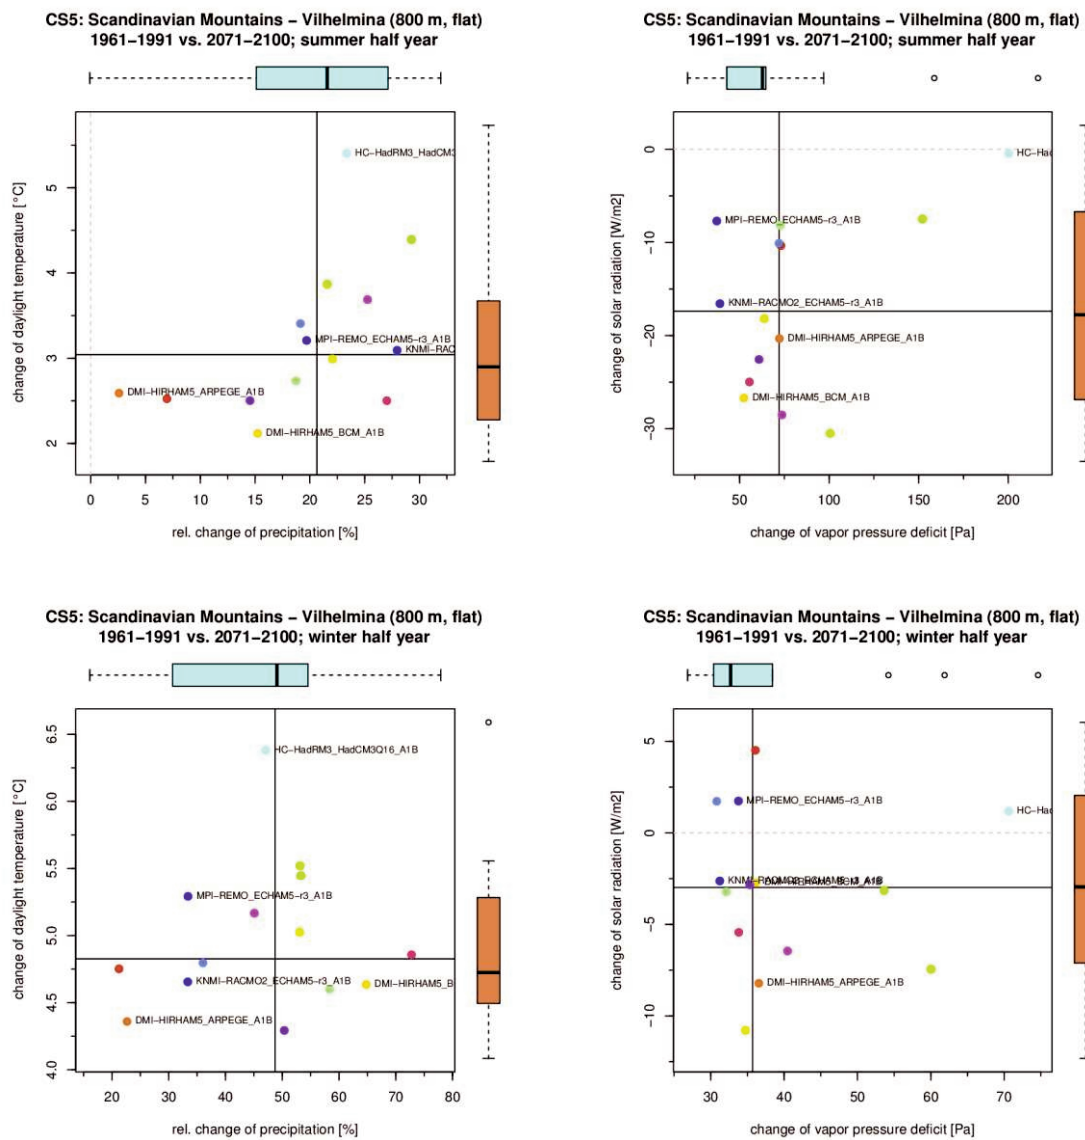 CS5: Scandinavian Mountains – Vilhelmina (800 m, flat)
1961–1991 vs. 2071–2100; summer half year
change of daylight temperature [°C]
5
4
3
2
HC–HadRM3_HadCM3
MPI–REMO_ECHAM5–r3_A1B
KNMI–RAC
DMI–HIRHAM5_ARPEGE_A1B
DMI–HIRHAM5_BCM_A1B
0 5 10 15 20 25 30
rel. change of precipitation [%]
CS5: Scandinavian Mountains – Vilhelmina (800 m, flat)
1961–1991 vs. 2071–2100; summer half year
change of solar radiation [W/m2]
0
–10
–20
–30
HC–Had
MPI–REMO_ECHAM5–r3_A1B
KNMI–RACMO2_ECHAM5–r3_A1B
DMI–HIRHAM5_ARPEGE_A1B
DMI–HIRHAM5_BCM_A1B
50 100 150 200
change of vapor pressure deficit [Pa]
CS5: Scandinavian Mountains – Vilhelmina (800 m, flat)
1961–1991 vs. 2071–2100; winter half year
change of daylight temperature [°C]
6.5
6.0
5.5
5.0
4.5
4.0
HC–HadRM3_HadCM3Q16_A1B
MPI–REMO_ECHAM5–r3_A1B
KNMI–RACMO2_ECHAM5–r3_A1B
DMI–HIRHAM5_B
DMI–HIRHAM5_ARPEGE_A1B
20 30 40 50 60 70 80
rel. change of precipitation [%]
CS5: Scandinavian Mountains – Vilhelmina (800 m, flat)
1961–1991 vs. 2071–2100; winter half year
change of solar radiation [W/m2]
5
0
–5
–10
MPI–REMO_ECHAM5–r3_A1B
HC–Had
KNMI–RACMO2_ECHAM5–r3_A1B
DMI–HIRHAM5_BCM_A1B
DMI–HIRHAM5_ARPEGE_A1B
30 40 50 60 70
change of vapor pressure deficit [Pa]